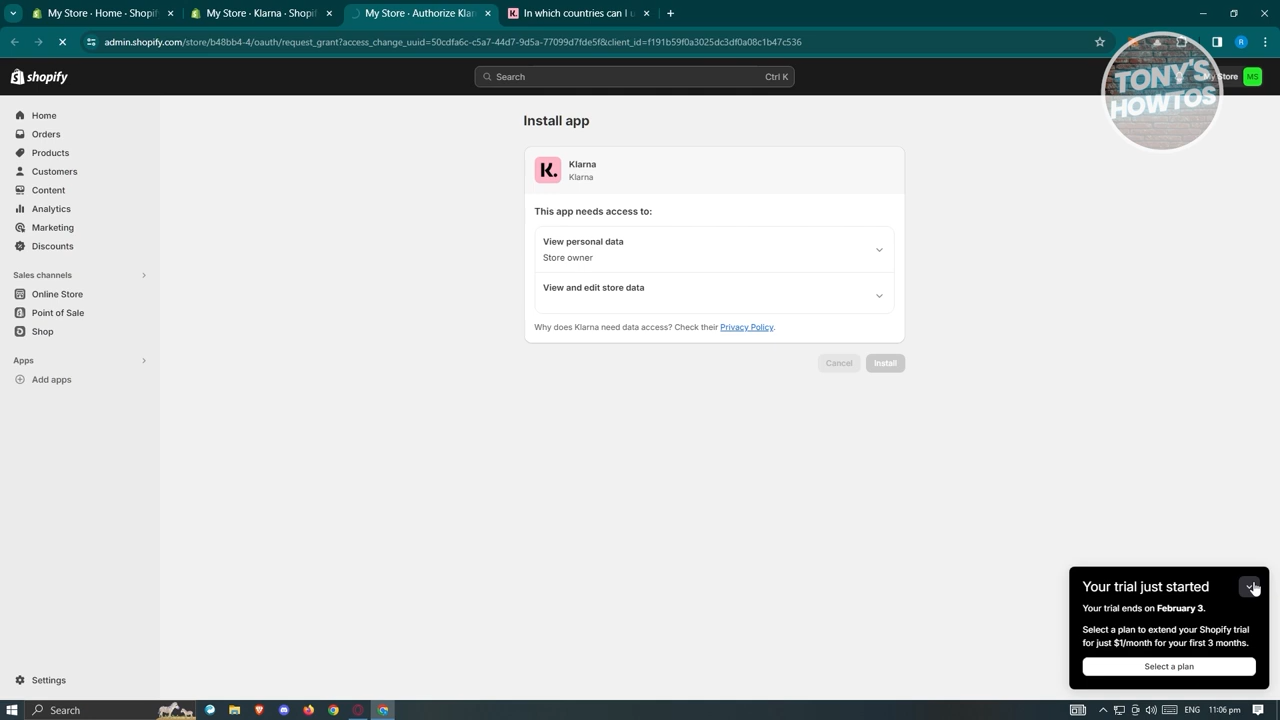 My Store · Home · Shopif
My Store · Klarna · Shopif
My Store · Authorize Klar
In which countries can I u
admin.shopify.com/store/b48bb4-4/oauth/request_grant?access_change_uuid=50cdfa6c-c5a7-44d7-9d5a-77099d7fde5f&client_id=f191b59f0a3025dc3df0a08c1b47c536
R
shopify
Search
Ctrl K
My Store
MS
TONY'S
HOWTOS
Home
Orders
Products
Customers
Content
Analytics
Marketing
Discounts
Sales channels
Online Store
Point of Sale
Shop
Apps
Add apps
Settings
Install app
K.
Klarna
Klarna
This app needs access to:
View personal data
Store owner
View and edit store data
Why does Klarna need data access? Check their Privacy Policy.
Cancel
Install
Your trial just started
Your trial ends on February 3.
Select a plan to extend your Shopify trial
for just $1/month for your first 3 months.
Select a plan
Search
ENG
11:06 pm